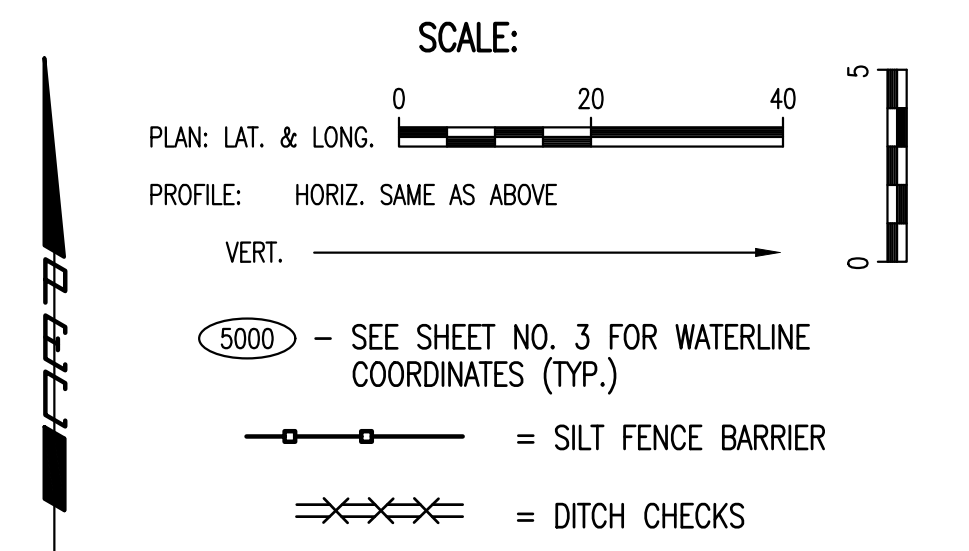 SCALE:
0 20 40
PLAN: LAT. & LONG.
PROFILE: HORIZ. SAME AS ABOVE
VERT.
5
0
5000 – SEE SHEET NO. 3 FOR WATERLINE
COORDINATES (TYP.)
= SILT FENCE BARRIER
= DITCH CHECKS